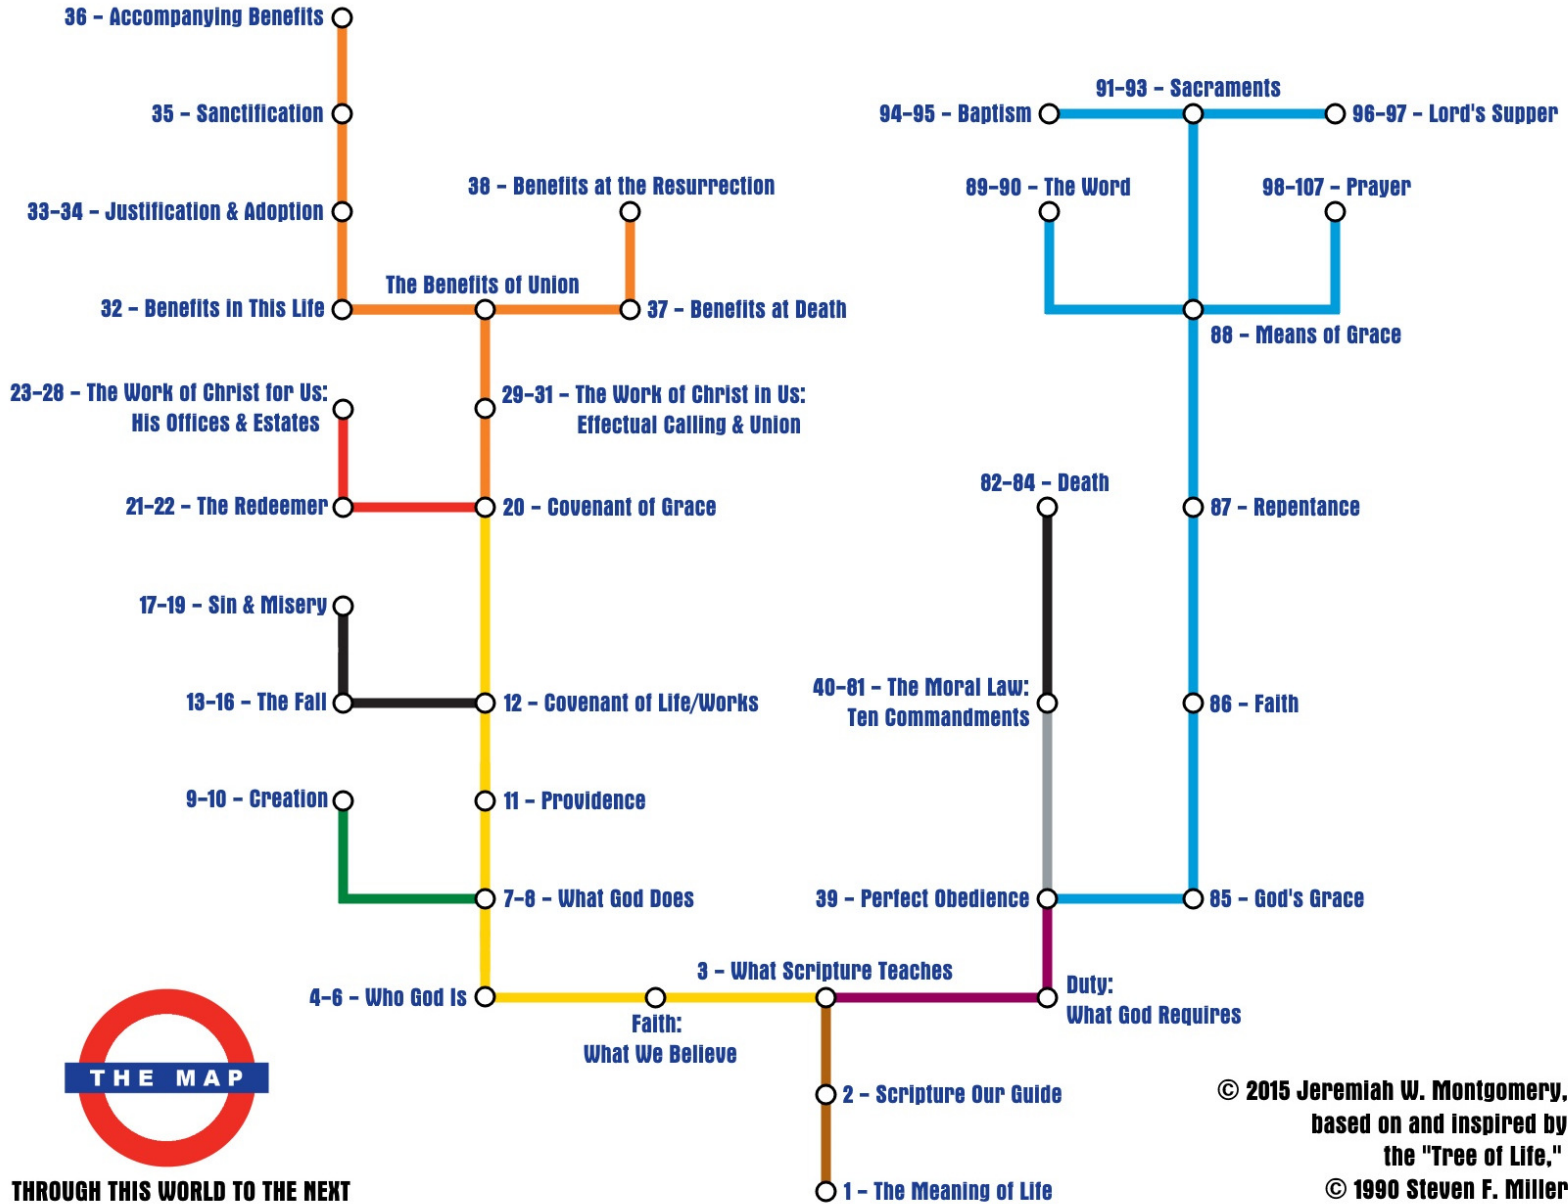 36 – Accompanying Benefits
35 – Sanctification
33–34 – Justification & Adoption
38 – Benefits at the Resurrection
The Benefits of Union
32 – Benefits in This Life
37 – Benefits at Death
23–28 – The Work of Christ for Us:
His Offices & Estates
29–31 – The Work of Christ in Us:
Effectual Calling & Union
21–22 – The Redeemer
20 – Covenant of Grace
17–19 – Sin & Misery
13–16 – The Fall
12 – Covenant of Life/Works
9–10 – Creation
11 – Providence
7–8 – What God Does
4–6 – Who God Is
Faith:
What We Believe
3 – What Scripture Teaches
2 – Scripture Our Guide
1 – The Meaning of Life
91–93 – Sacraments
94–95 – Baptism
96–97 – Lord's Supper
89–90 – The Word
98–107 – Prayer
88 – Means of Grace
82–84 – Death
87 – Repentance
40–81 – The Moral Law:
Ten Commandments
86 – Faith
39 – Perfect Obedience
85 – God's Grace
Duty:
What God Requires
THE MAP
THROUGH THIS WORLD TO THE NEXT
© 2015 Jeremiah W. Montgomery,
based on and inspired by
the "Tree of Life,"
© 1990 Steven F. Miller